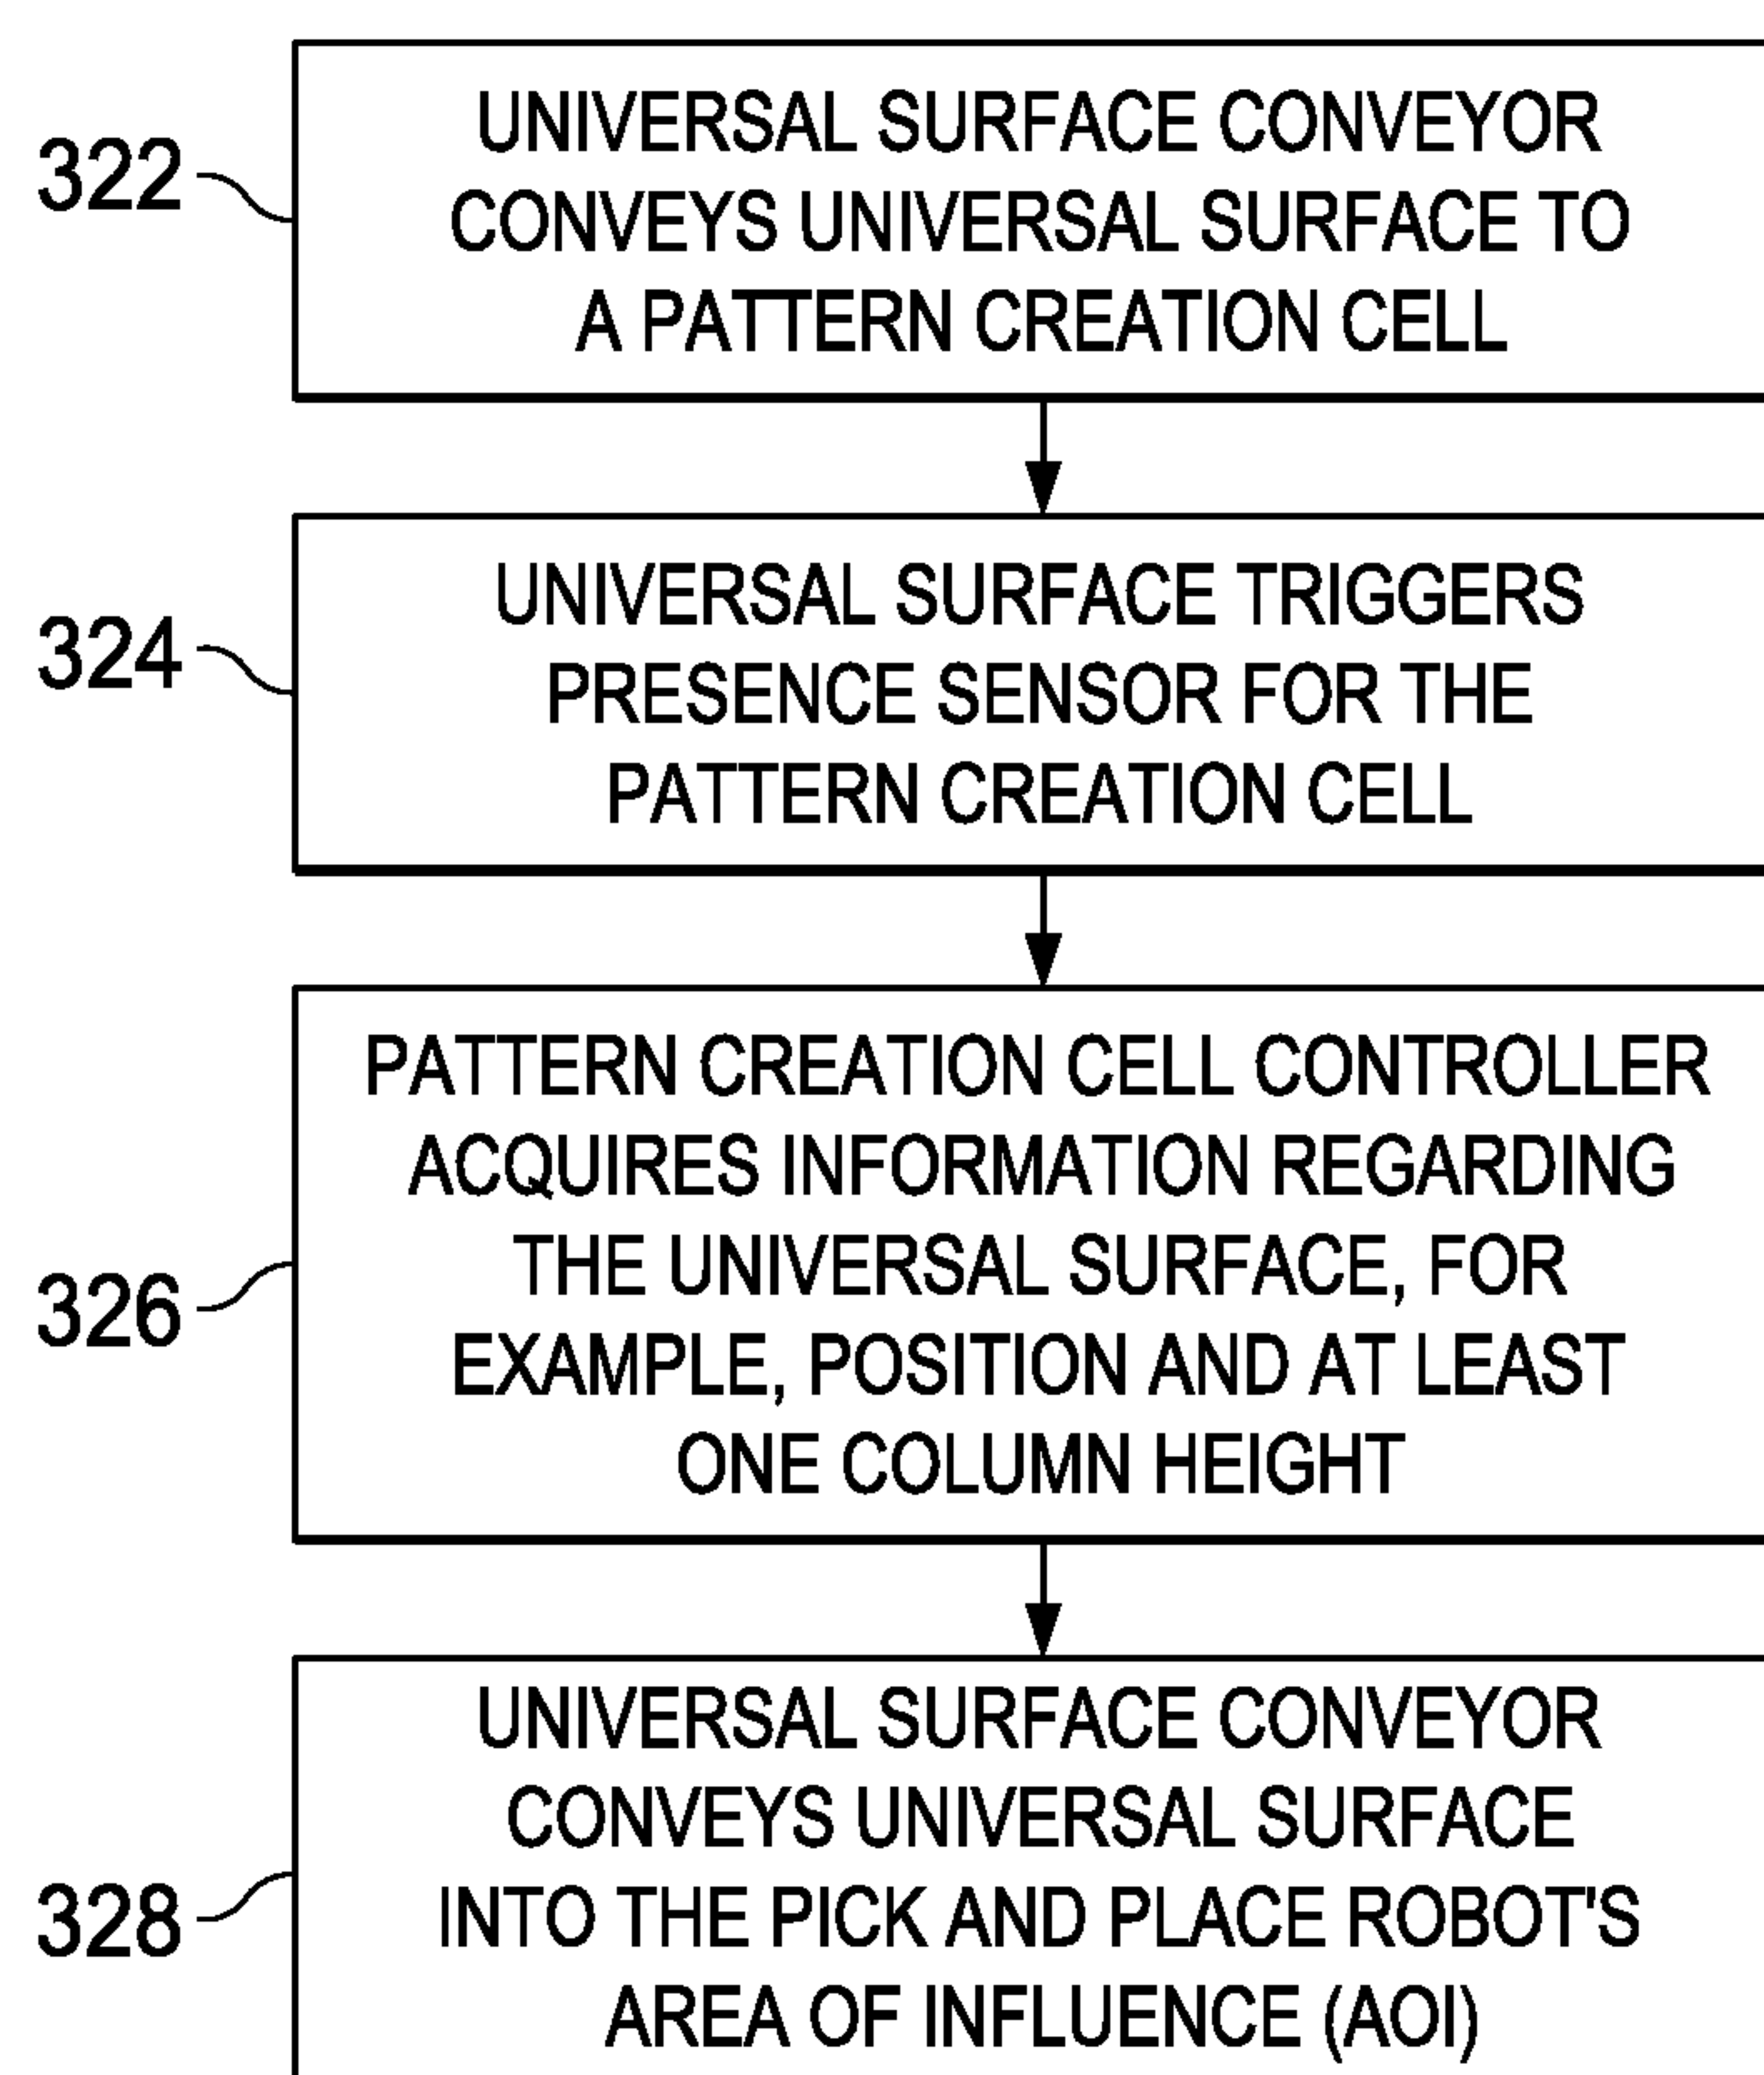 322
UNIVERSAL SURFACE CONVEYOR
CONVEYS UNIVERSAL SURFACE TO
A PATTERN CREATION CELL
324
UNIVERSAL SURFACE TRIGGERS
PRESENCE SENSOR FOR THE
PATTERN CREATION CELL
326
PATTERN CREATION CELL CONTROLLER
ACQUIRES INFORMATION REGARDING
THE UNIVERSAL SURFACE, FOR
EXAMPLE, POSITION AND AT LEAST
ONE COLUMN HEIGHT
328
UNIVERSAL SURFACE CONVEYOR
CONVEYS UNIVERSAL SURFACE
INTO THE PICK AND PLACE ROBOT'S
AREA OF INFLUENCE (AOI)